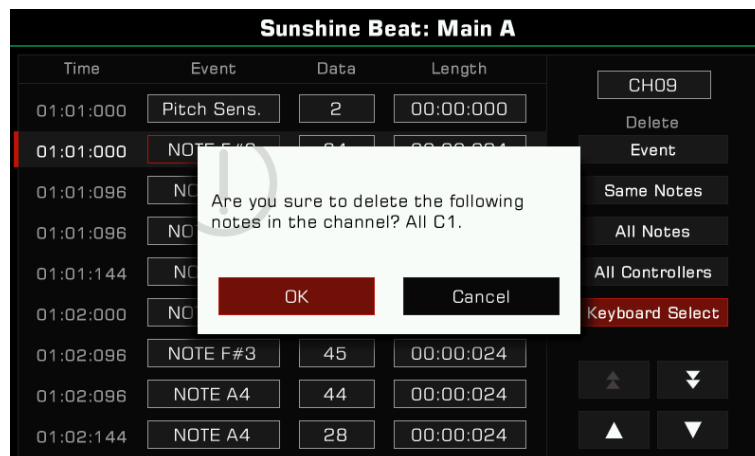 Sunshine Beat: Main A
Time Event Data Length
CH09
01:01:000 Pitch Sens. 2 00:00:000
Delete
01:01:000 Event
01:01:096 Same Notes
Are you sure to delete the following
notes in the channel? All C1.
01:01:096 All Notes
01:01:144 All Controllers
OK Cancel
01:02:000 Keyboard Select
01:02:096 NOTE F#3 45 00:00:024
01:02:096 NOTE A4 44 00:00:024
01:02:144 NOTE A4 28 00:00:024